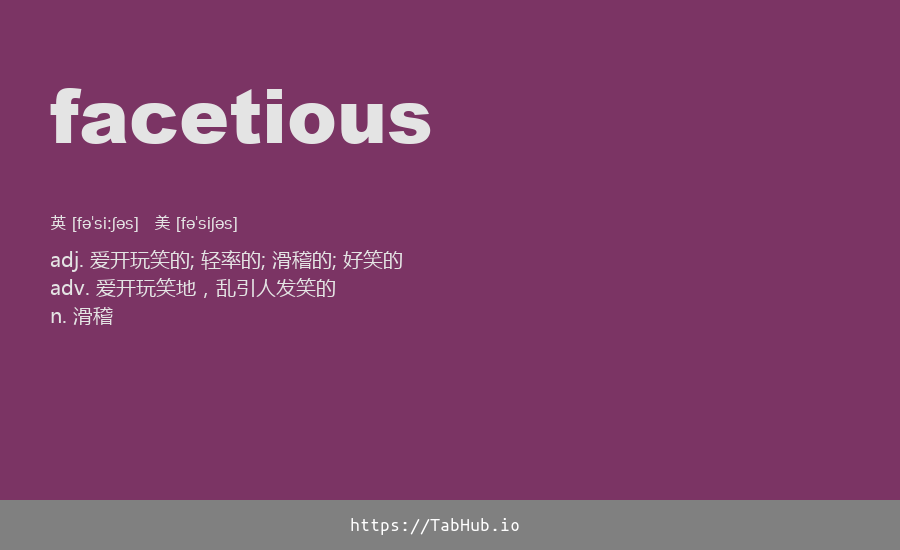 facetious
英 [fəˈsiːʃəs] 美 [fəˈsiʃəs]
adj. 爱开玩笑的; 轻率的; 滑稽的; 好笑的
adv. 爱开玩笑地，乱引人发笑的
n. 滑稽
https://TabHub.io